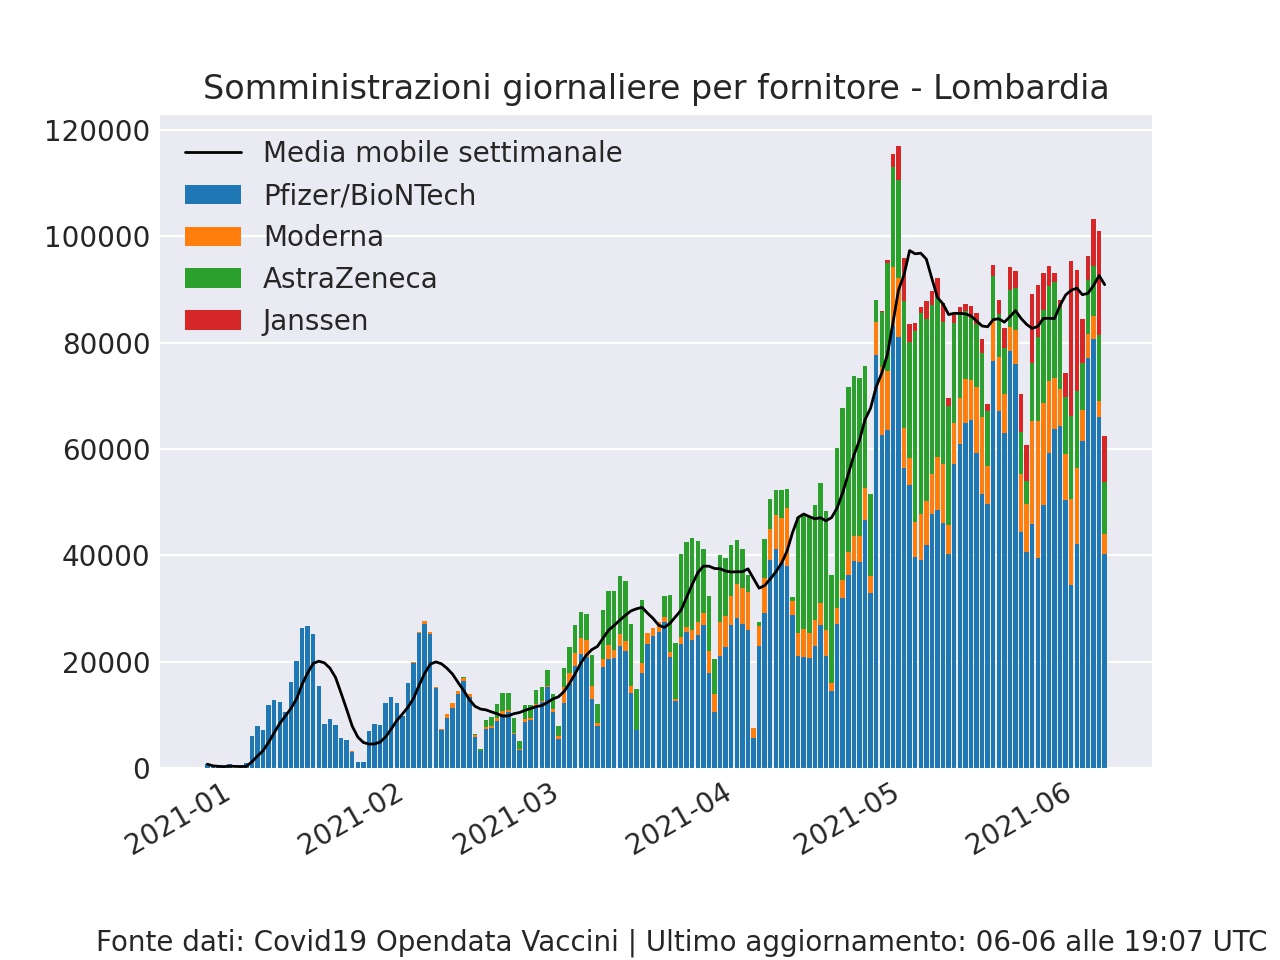 Somministrazioni giornaliere per fornitore - Lombardia
120000
100000
80000
60000
40000
20000
0
Media mobile settimanale
Pfizer/BioNTech
Moderna
AstraZeneca
Janssen
2021-01
2021-02
2021-03
2021-04
2021-05
2021-06
Fonte dati: Covid19 Opendata Vaccini | Ultimo aggiornamento: 06-06 alle 19:07 UTC